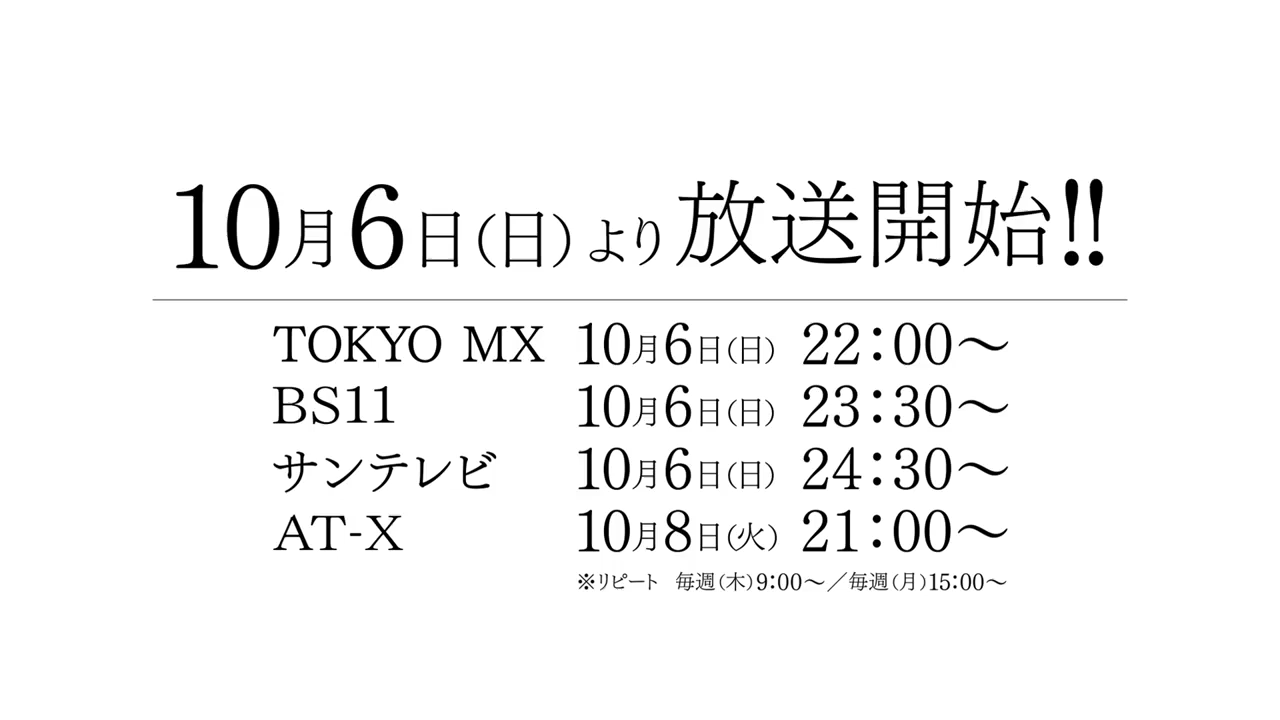 10月6日(日)より放送開始!!
TOKYO MX 10月6日(日) 22:00～
BS11 10月6日(日) 23:30～
サンテレビ 10月6日(日) 24:30～
AT-X 10月8日(火) 21:00～
※リピート 毎週(木)9:00～／毎週(月)15:00～